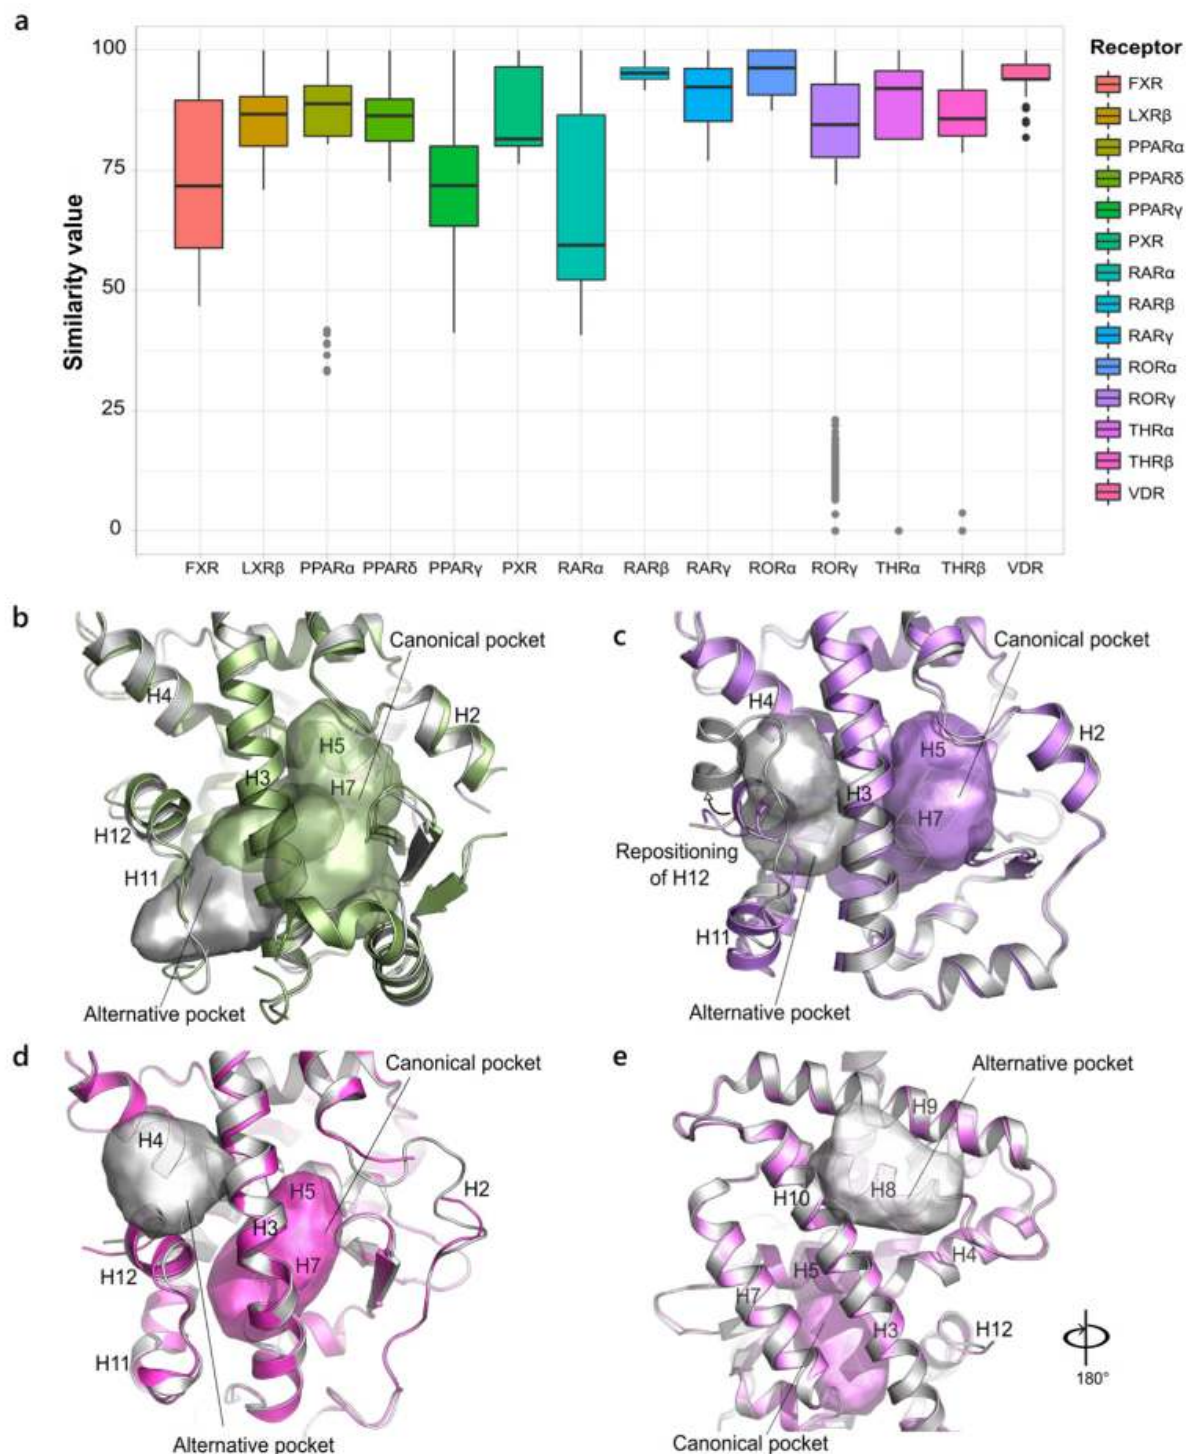 a
100
75
50
25
0
Similarity value
FXR LXRβ PPARα PPARδ PPARγ PXR RARα RARβ RARγ RORα RORγ THRα THRβ VDR
Receptor
FXR
LXRβ
PPARα
PPARδ
PPARγ
PXR
RARα
RARβ
RARγ
RORα
RORγ
THRα
THRβ
VDR
b
Canonical pocket
H4
H2
H5
H3
H7
H12
H11
Alternative pocket
c
Canonical pocket
H4
H2
H5
H3
H7
Repositioning
of H12
H11
Alternative pocket
d
Canonical pocket
H4
H5
H2
H3
H7
H12
H11
Alternative pocket
e
Alternative pocket
H9
H8
H10
H4
H5
H7
H3
H12
180°
Canonical pocket